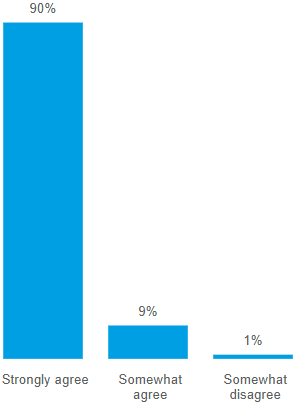 90%
9%
1%
Strongly agree
Somewhat
agree
Somewhat
disagree